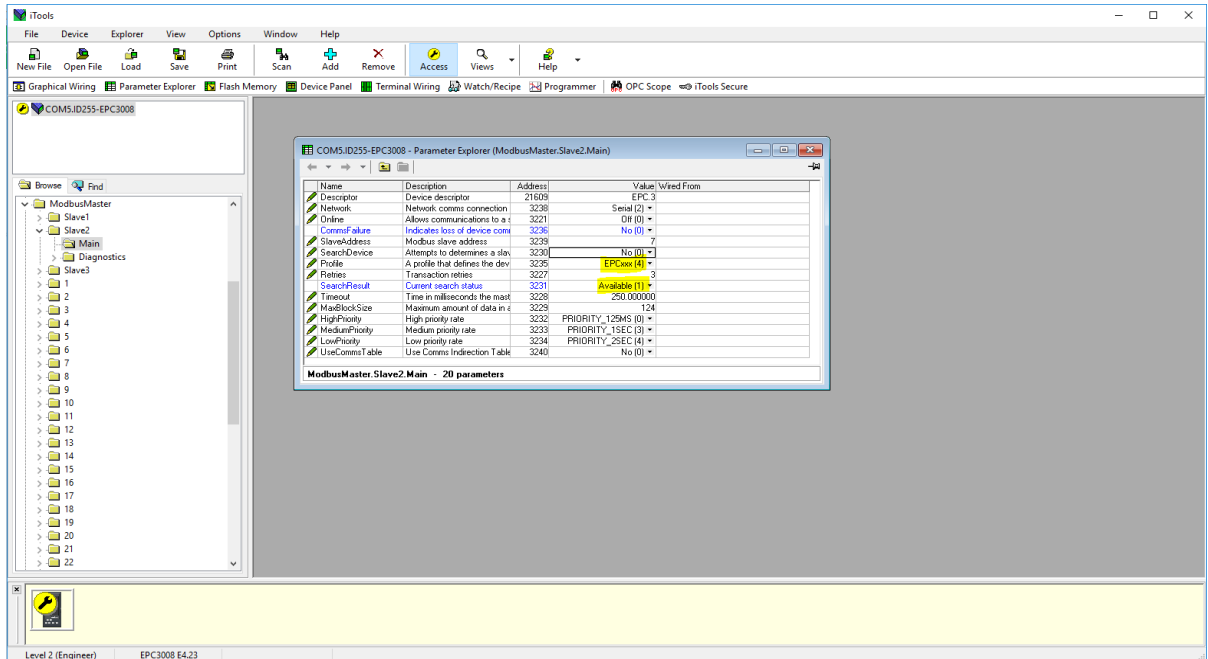 iTools
File Device Explorer View Options Window Help
New File Open File Load Save Print Scan Add Remove Access Views Help
Graphical Wiring Parameter Explorer Flash Memory Device Panel Terminal Wiring Watch/Recipe Programmer OPC Scope iTools Secure
COM5.ID255-EPC3008
COM5.ID255-EPC3008 - Parameter Explorer (ModbusMaster.Slave2.Main)
Name Description Address Value Wired From
Descriptor Device descriptor 21609 EPC.3
Network Network comms connection 3238 Serial (2)
Online Allows communications to a s 3221 Off (0)
CommsFailure Indicates loss of device com 3236 No (0)
SlaveAddress Modbus slave address 3239 7
SearchDevice Attempts to determines a slav 3230 No (0)
Profile A profile that defines the dev 3235 EPCxxx (4)
Retries Transaction retries 3227 3
SearchResult Current search status 3231 Available (1)
Timeout Time in milliseconds the mast 3228 250.000000
MaxBlockSize Maximum amount of data in a 3229 124
HighPriority High priority rate 3232 PRIORITY_125MS (0)
MediumPriority Medium priority rate 3233 PRIORITY_1SEC (3)
LowPriority Low priority rate 3234 PRIORITY_2SEC (4)
UseCommsTable Use Comms Indirection Table 3240 No (0)
ModbusMaster.Slave2.Main - 20 parameters
Browse Find
ModbusMaster
Slave1
Slave2
Main
Diagnostics
Slave3
1
2
3
4
5
6
7
8
9
10
11
12
13
14
15
16
17
18
19
20
21
22
Level 2 (Engineer) EPC3008 E4.23